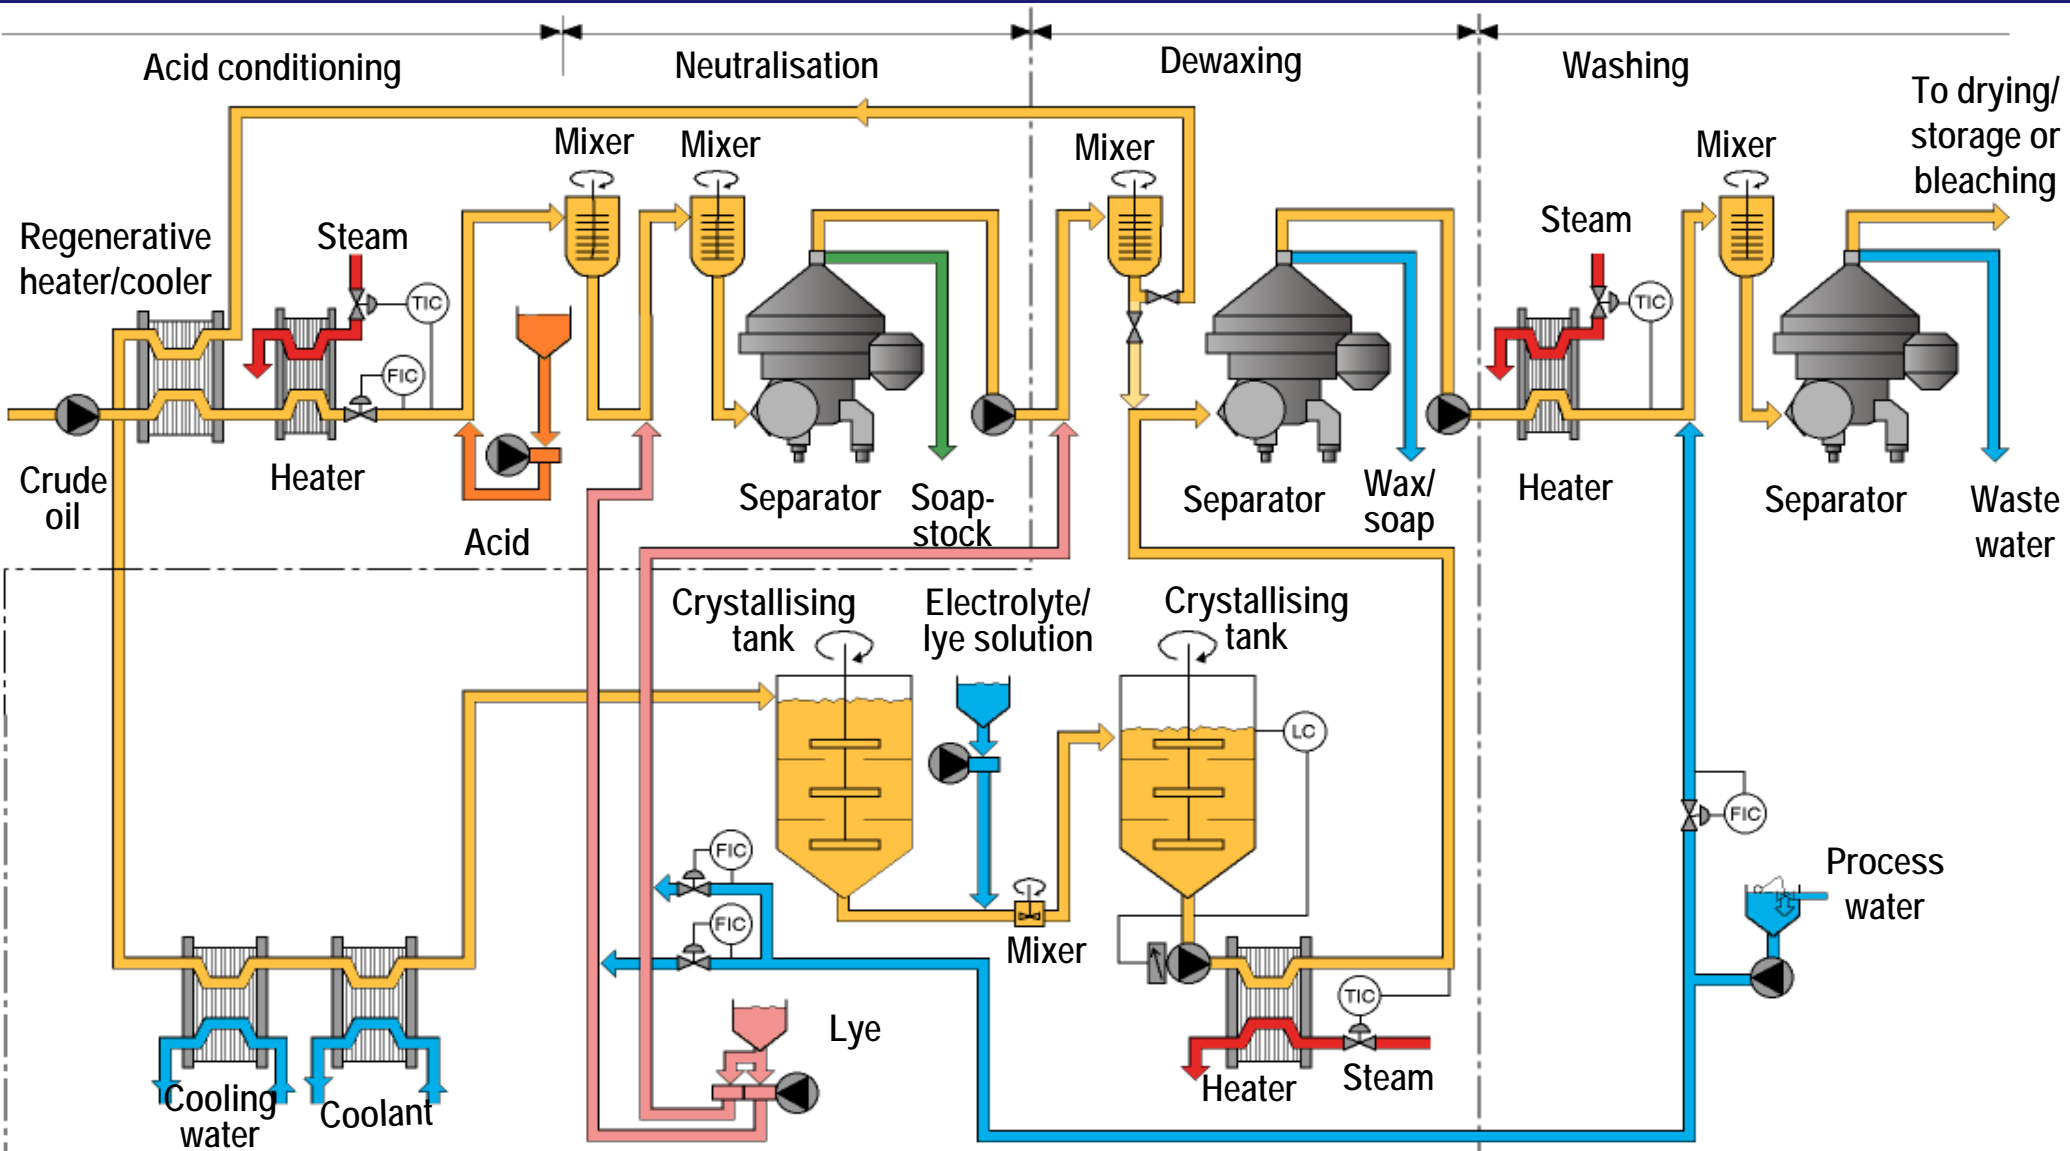 Acid conditioning
Neutralisation
Dewaxing
Washing
To drying/
storage or
bleaching
Mixer
Mixer
Mixer
Mixer
Regenerative
heater/cooler
Steam
TIC
FIC
Steam
TIC
Crude
oil
Heater
Acid
Separator
Soap-
stock
Separator
Wax/
soap
Heater
Separator
Waste
water
Crystallising
tank
Electrolyte/
lye solution
Crystallising
tank
LC
FIC
FIC
FIC
Process
water
Mixer
TIC
Lye
Cooling
water
Coolant
Heater
Steam